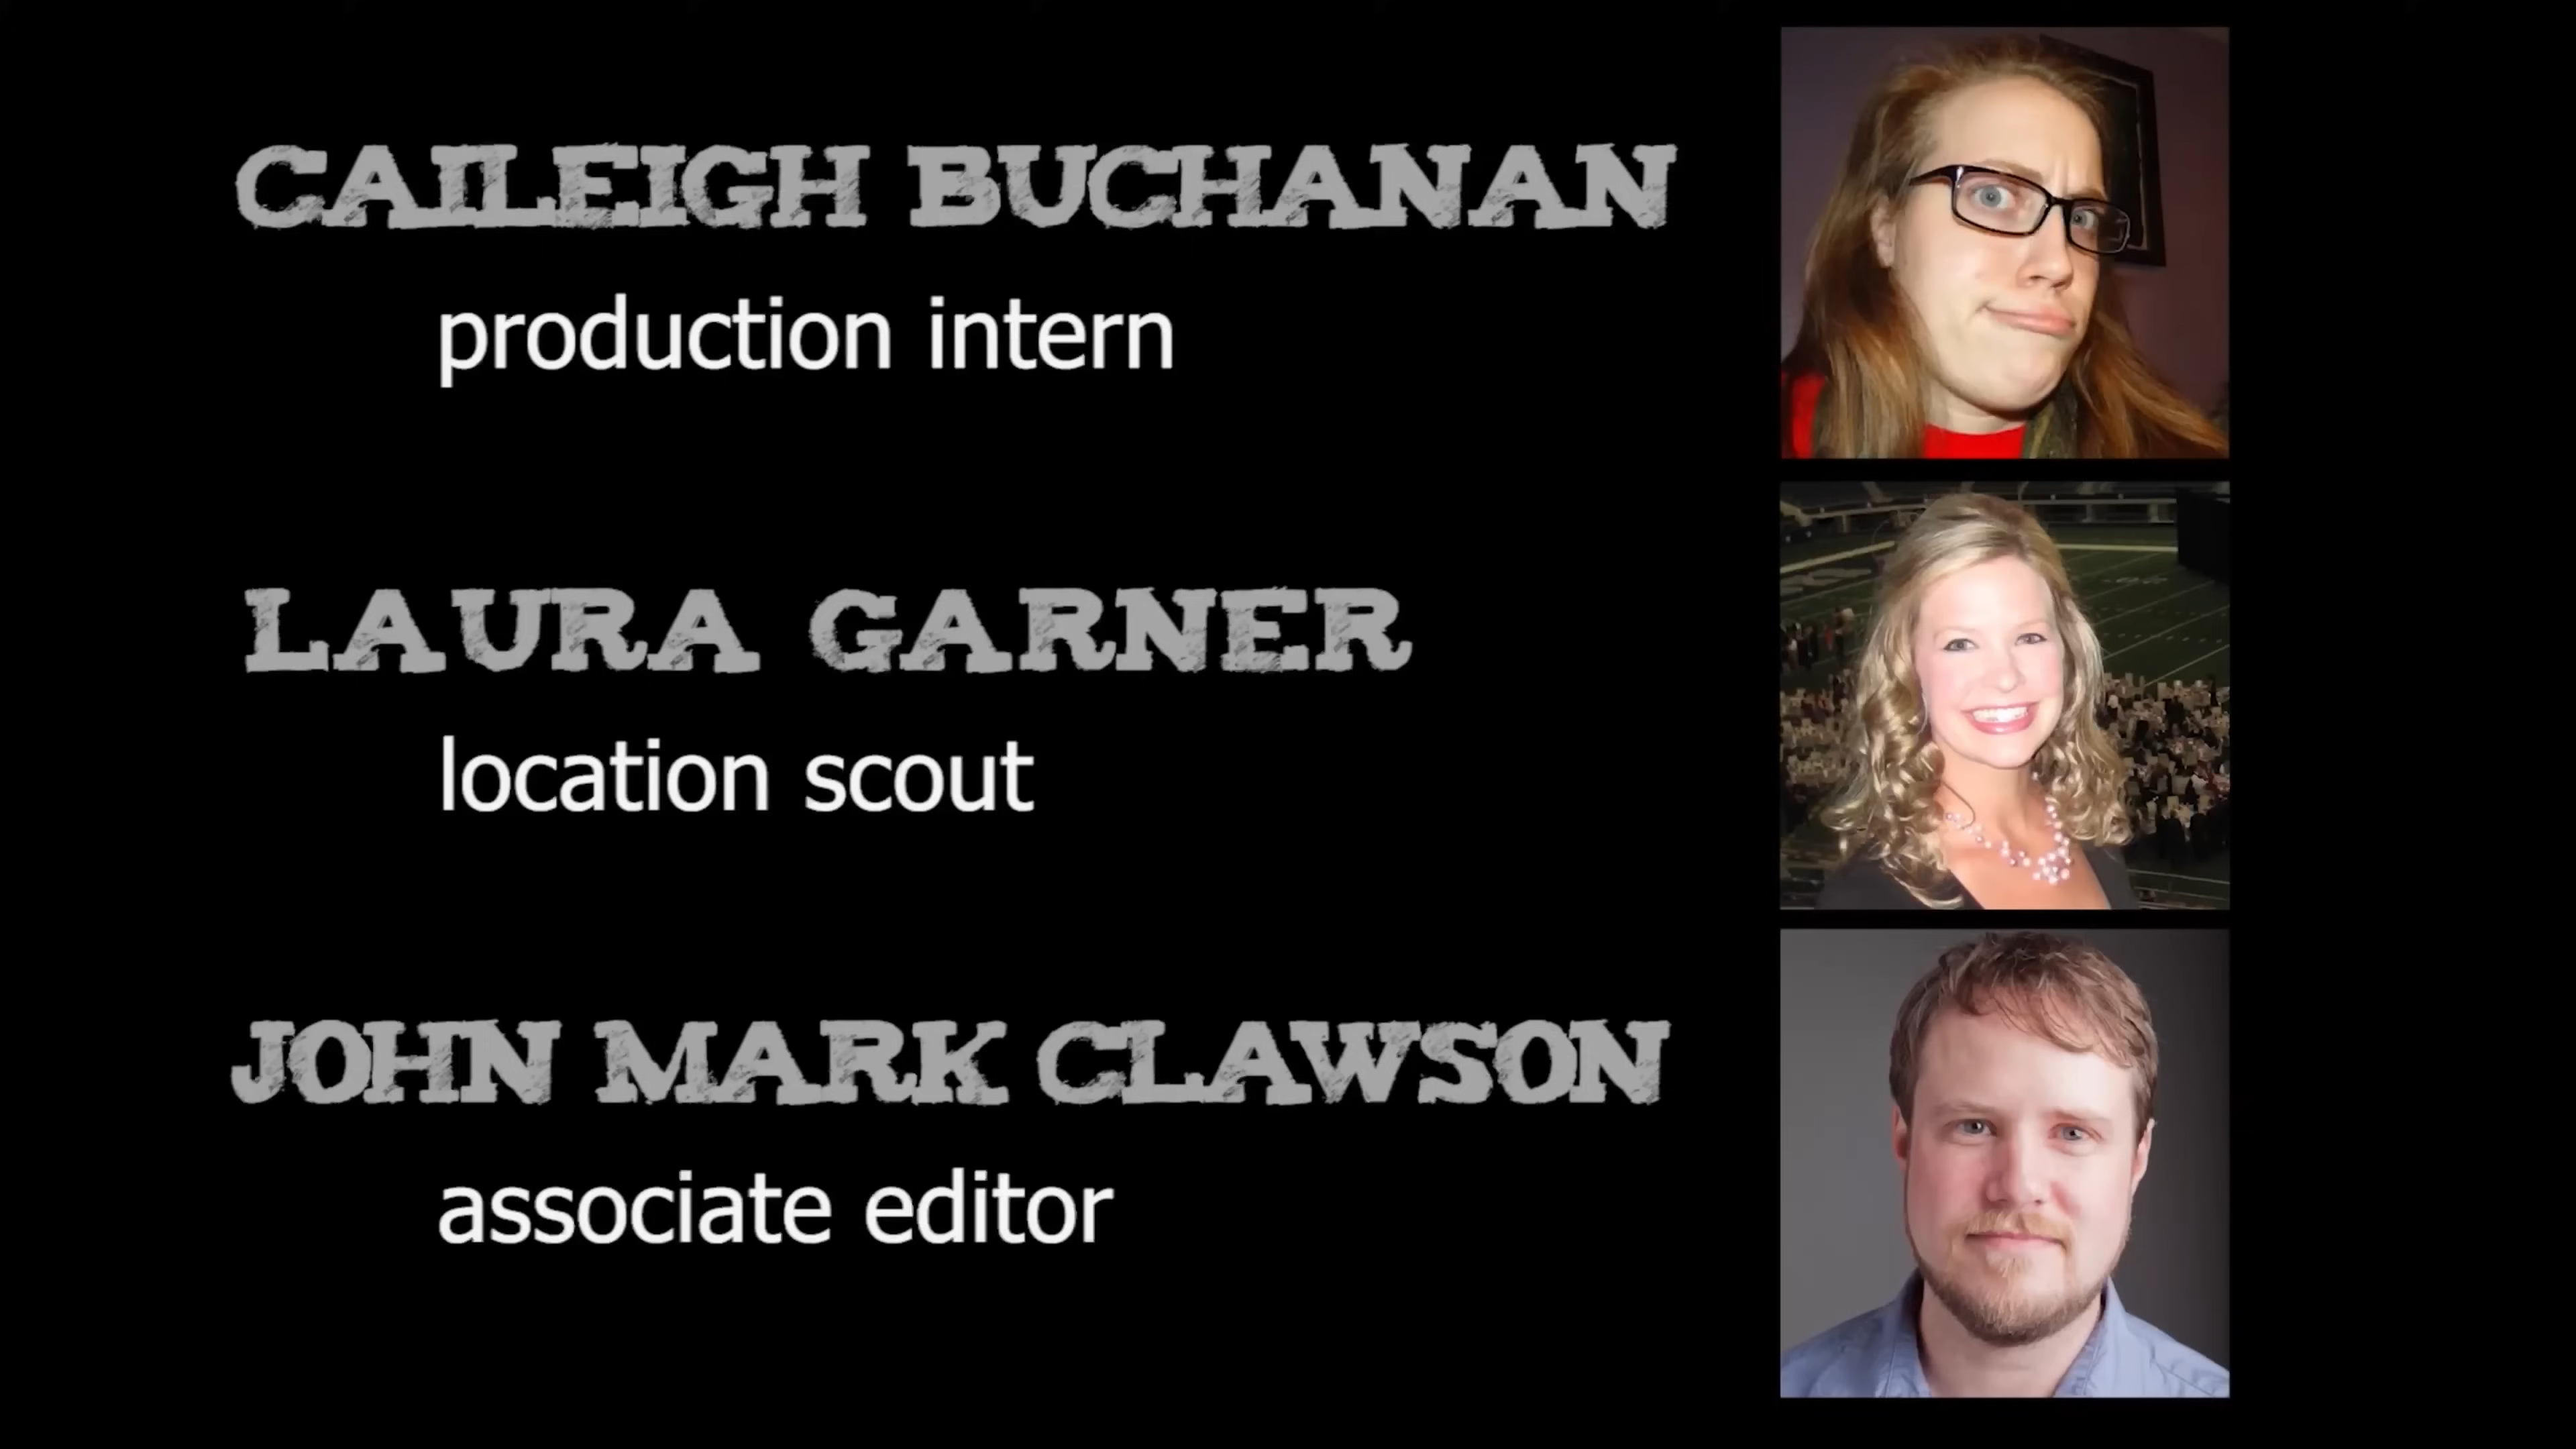 CAILEIGH BUCHANAN
production intern
LAURA GARNER
location scout
JOHN MARK CLAWSON
associate editor